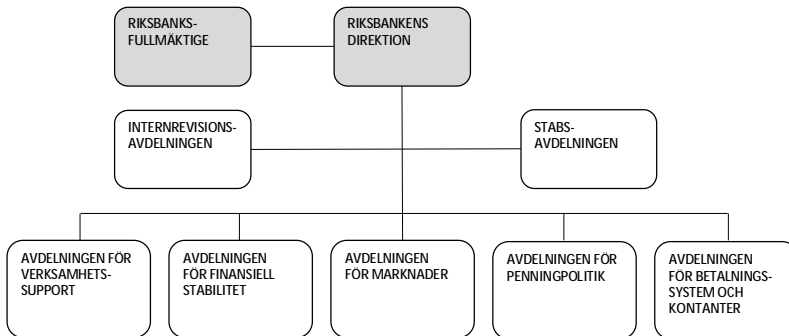 RIKSBANKS-
FULLMÄKTIGE
RIKSBANKENS
DIREKTION
INTERNREVISIONS-
AVDELNINGEN
STABS-
AVDELNINGEN
AVDELNINGEN FÖR
VERKSAMHETS-
SUPPORT
AVDELNINGEN
FÖR FINANSIELL
STABILITET
AVDELNINGEN
FÖR MARKNADER
AVDELNINGEN FÖR
PENNINGPOLITIK
AVDELNINGEN
FÖR BETALNINGS-
SYSTEM OCH
KONTANTER